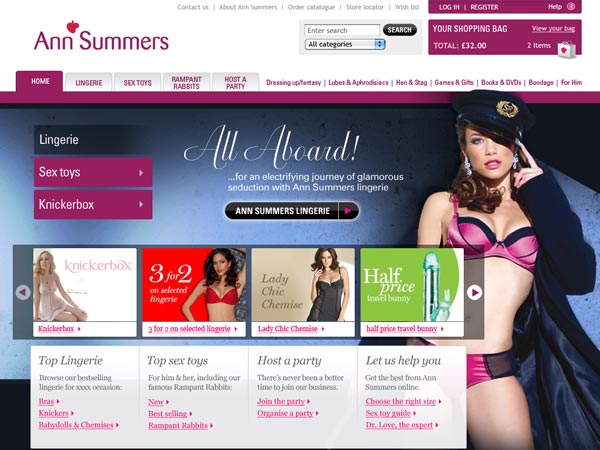 Contact us | About Ann Summers | Order catalogue | Store locator | Wish list
LOG IN | REGISTER
Help
Ann Summers
Enter search
SEARCH
All categories
YOUR SHOPPING BAG
View your bag
TOTAL: £32.00
2 Items
HOME
LINGERIE
SEX TOYS
RAMPANT
RABBITS
HOST A
PARTY
Dressing up/fantasy | Lubes & Aphrodisiacs | Hen & Stag | Games & Gifts | Books & DVDs | Bondage | For Him
Lingerie
Sex toys
Knickerbox
All Aboard!
...for an electrifying journey of glamorous
seduction with Ann Summers lingerie
ANN SUMMERS LINGERIE
knickerbox
Knickerbox
3 for 2
on selected
lingerie
3 for 2 on selected lingerie
Lady
Chic
Chemise
Lady Chic Chemise
Half
price
travel bunny
half price travel bunny
Top Lingerie
Browse our bestselling
lingerie for xxxx occasion:
Bras
Knickers
Babydolls & Chemises
Top sex toys
For him & her, including our
famous Rampant Rabbits:
New
Best selling
Rampant Rabbits
Host a party
There's never been a better
time to join our business.
Join the party
Organise a party
Let us help you
Get the best from Ann
Summers online.
Choose the right size
Sex toy guide
Dr. Love, the expert